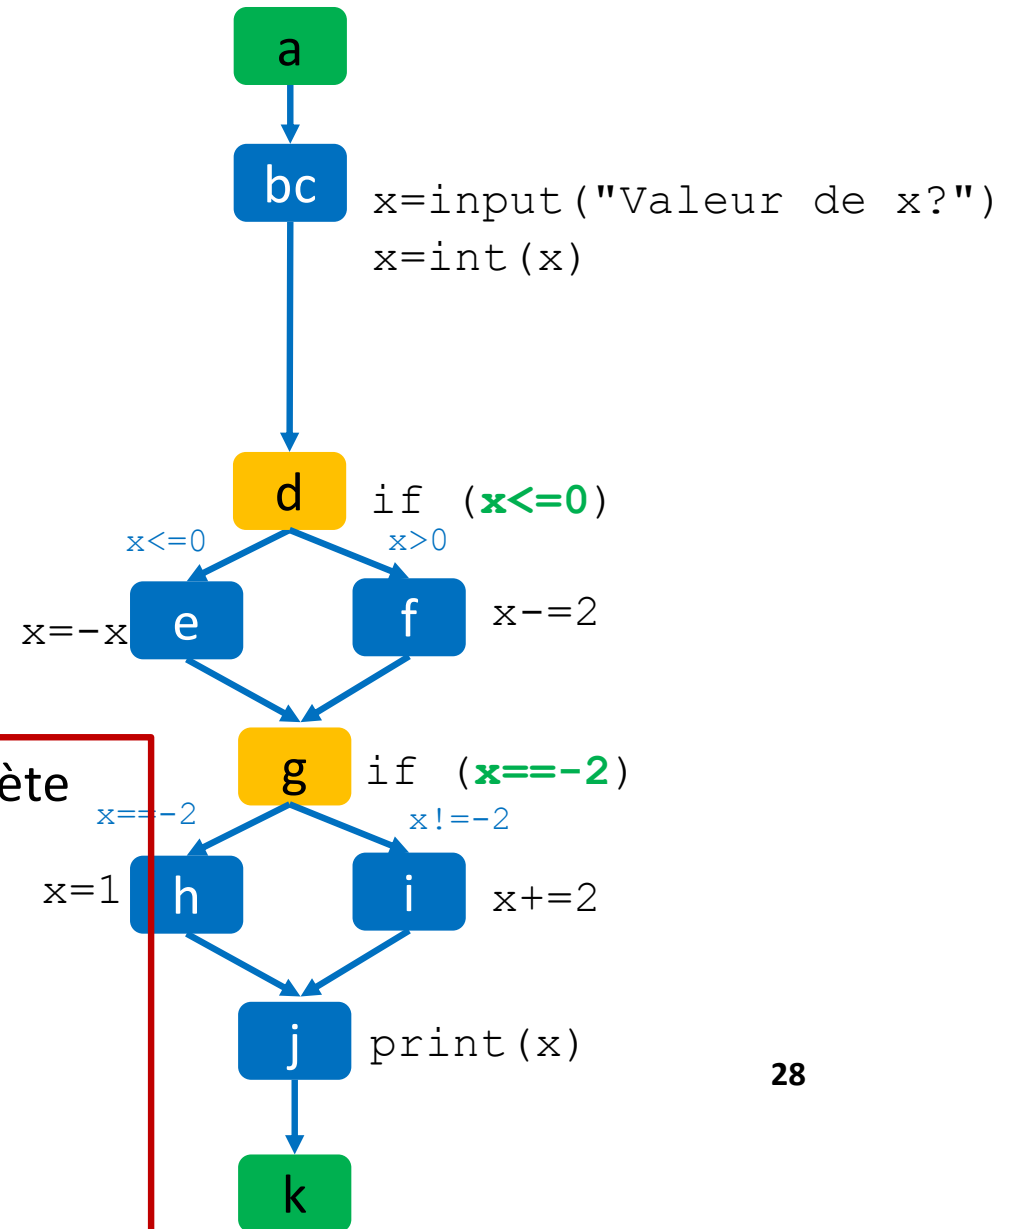 a
bc
x=input("Valeur de x?")
x=int(x)
d
if (x<=0)
x<=0
x>0
x=-x
e
f
x-=2
g
if (x==-2)
ète
x==-2
x!=-2
x=1
h
i
x+=2
j
print(x)
28
k